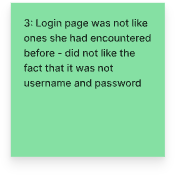 3: Login page was not like
ones she had encountered
before - did not like the
fact that it was not
username and password